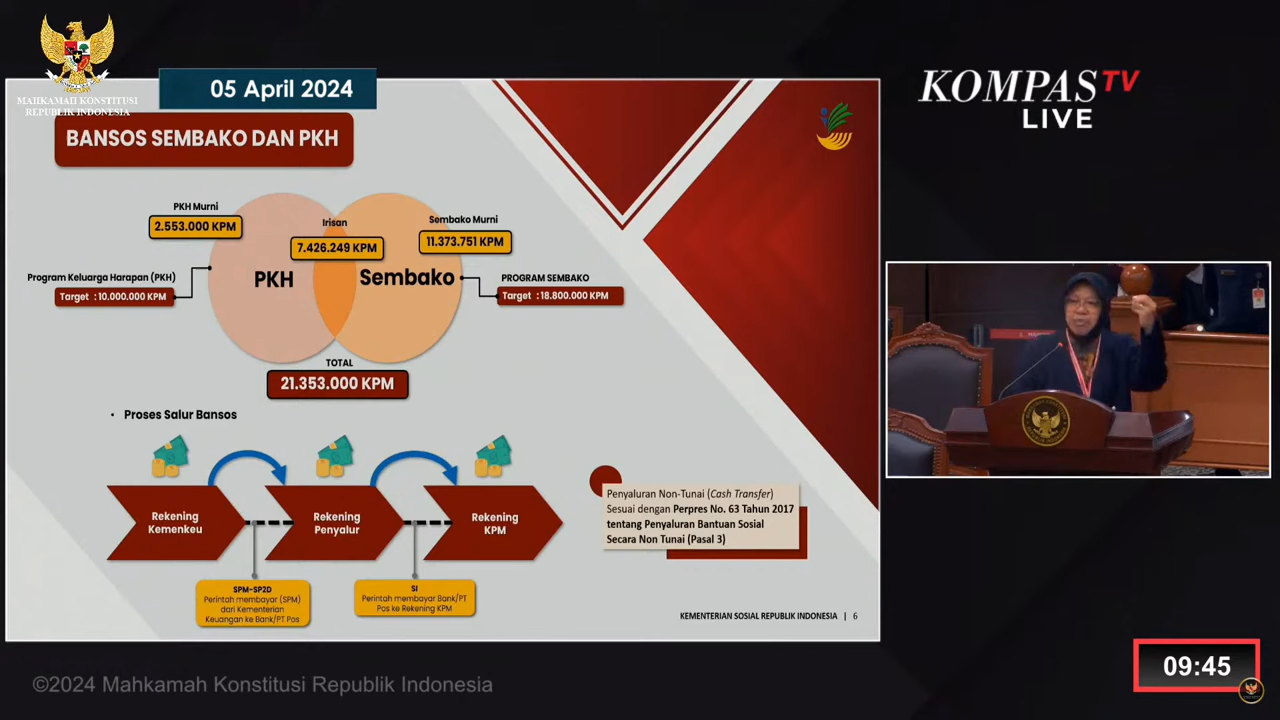 MAHKAMAH KONSTITUSI
REPUBLIK INDONESIA
05 April 2024
BANSOS SEMBAKO DAN PKH
KOMPASTV
LIVE
PKH Murni
2.553.000 KPM
Irisan
7.426.249 KPM
Sembako Murni
11.373.751 KPM
PKH
Sembako
Program Keluarga Harapan (PKH)
Target : 10.000.000 KPM
PROGRAM SEMBAKO
Target : 18.800.000 KPM
TOTAL
21.353.000 KPM
• Proses Salur Bansos
Rekening
Kemenkeu
Rekening
Penyalur
Rekening
KPM
SPM-SP2D
Perintah membayar (SPM)
dari Kementerian
Keuangan ke Bank/PT Pos
SI
Perintah membayar Bank/PT
Pos ke Rekening KPM
Penyaluran Non-Tunai (Cash Transfer)
Sesuai dengan Perpres No. 63 Tahun 2017
tentang Penyaluran Bantuan Sosial
Secara Non Tunai (Pasal 3)
KEMENTERIAN SOSIAL REPUBLIK INDONESIA | 6
©2024 Mahkamah Konstitusi Republik Indonesia
09:45